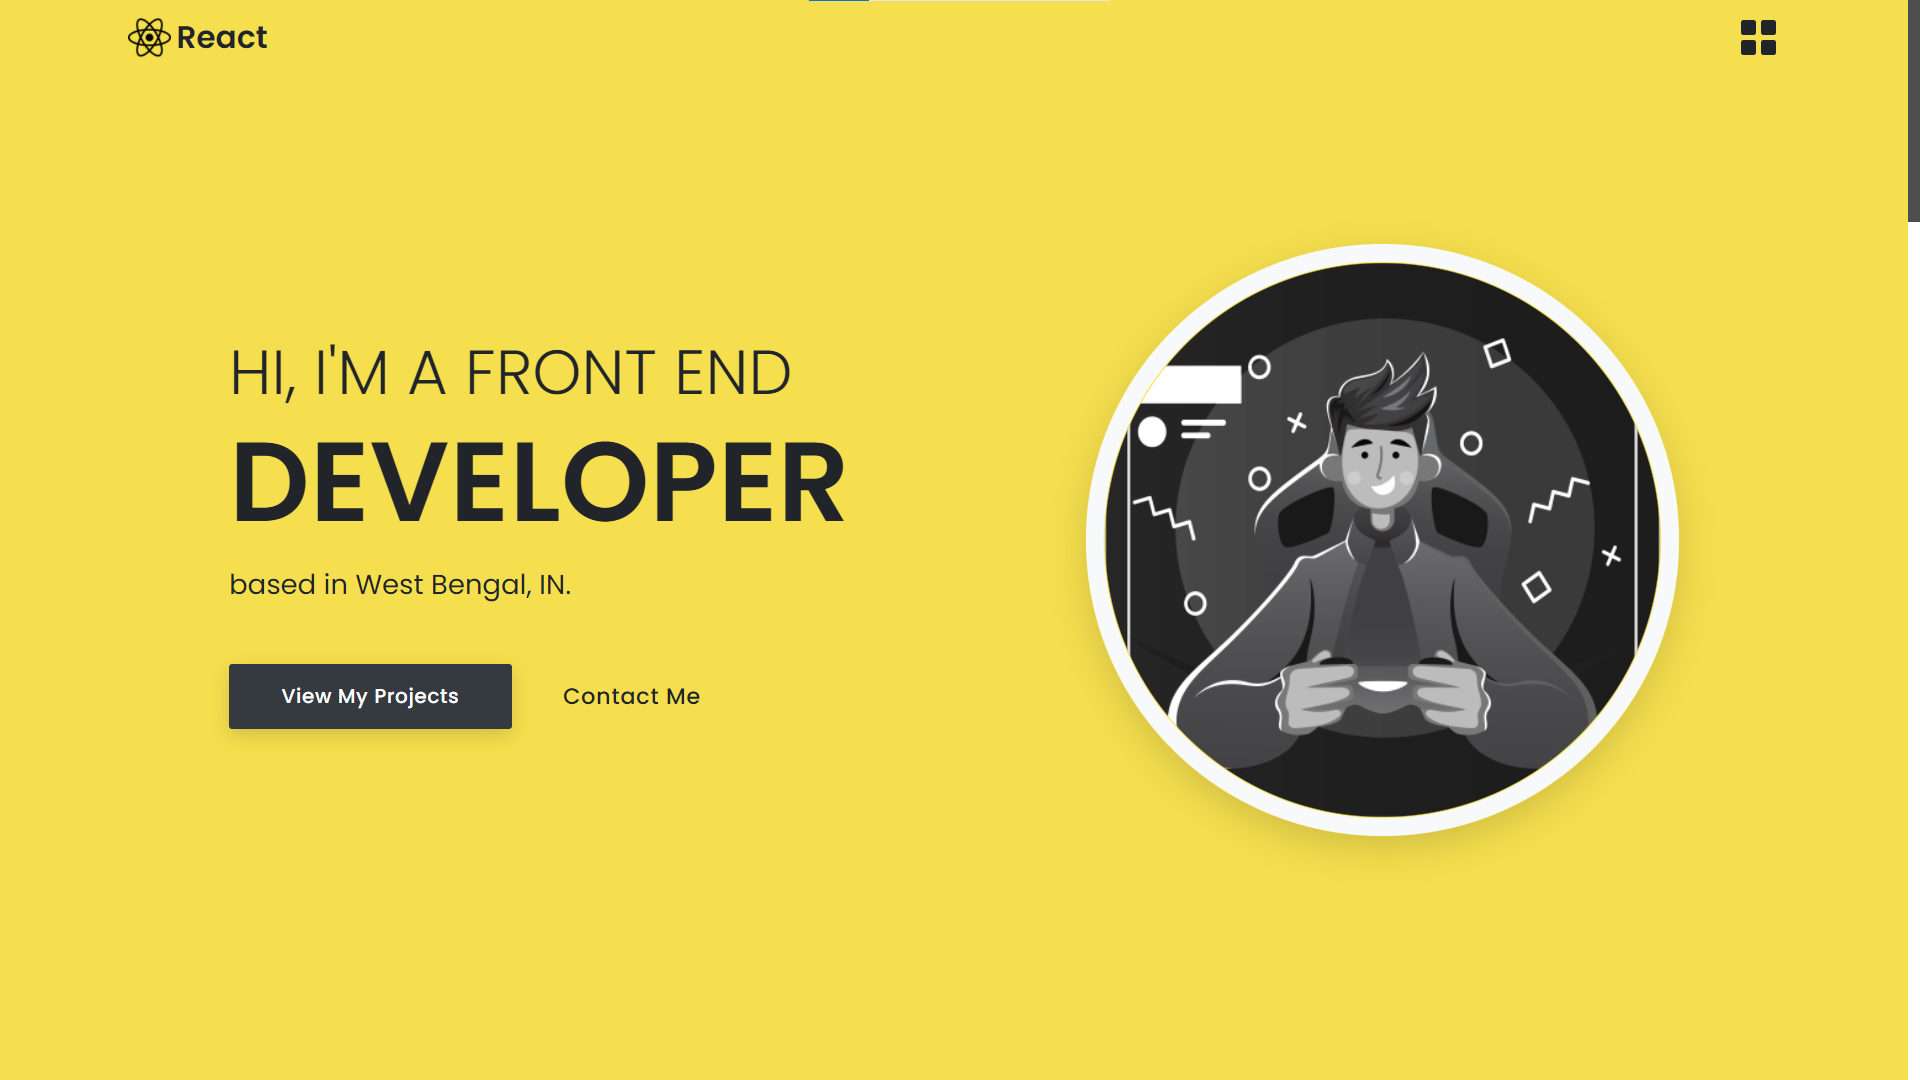 React
HI, I'M A FRONT END
DEVELOPER
based in West Bengal, IN.
View My Projects
Contact Me